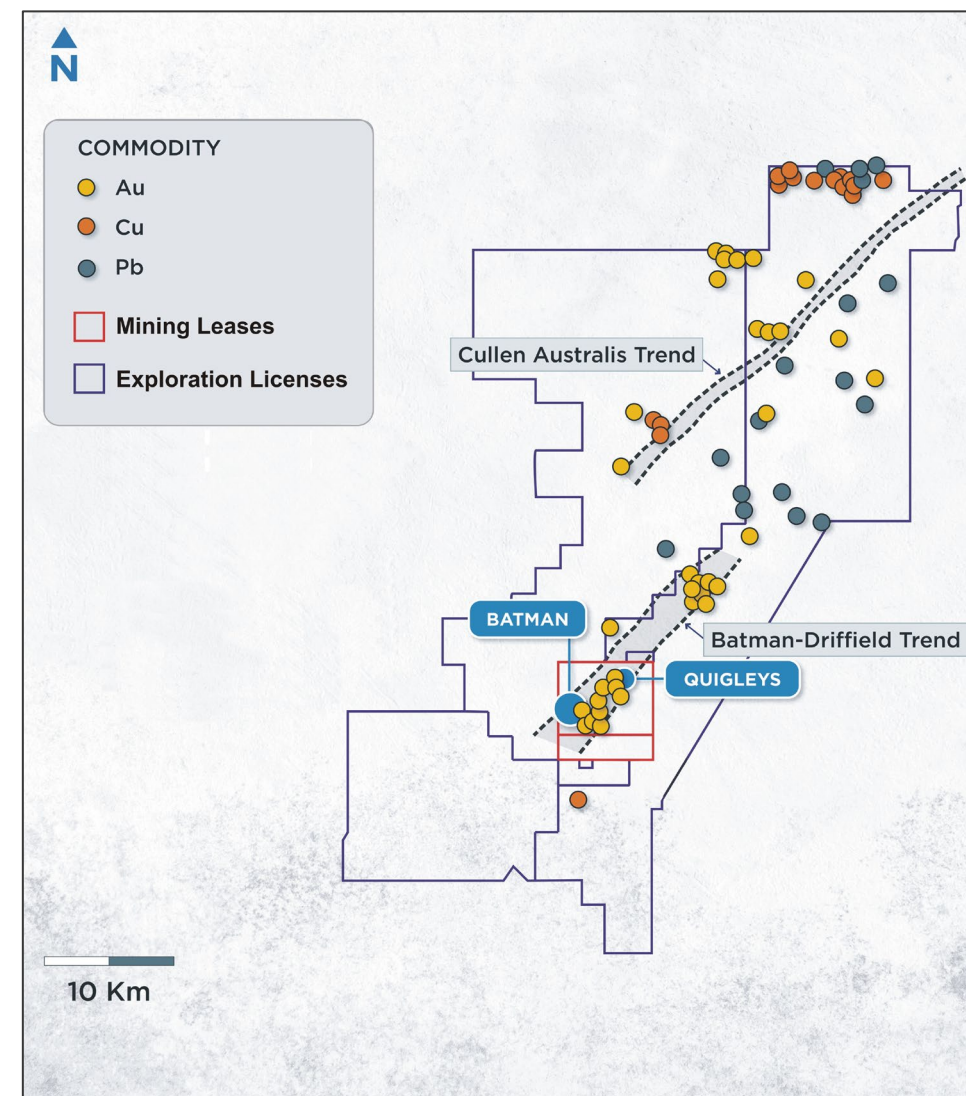 N
COMMODITY
Au
Cu
Pb
Mining Leases
Exploration Licenses
Cullen Australis Trend
BATMAN
Batman-Driffield Trend
QUIGLEYS
10 Km